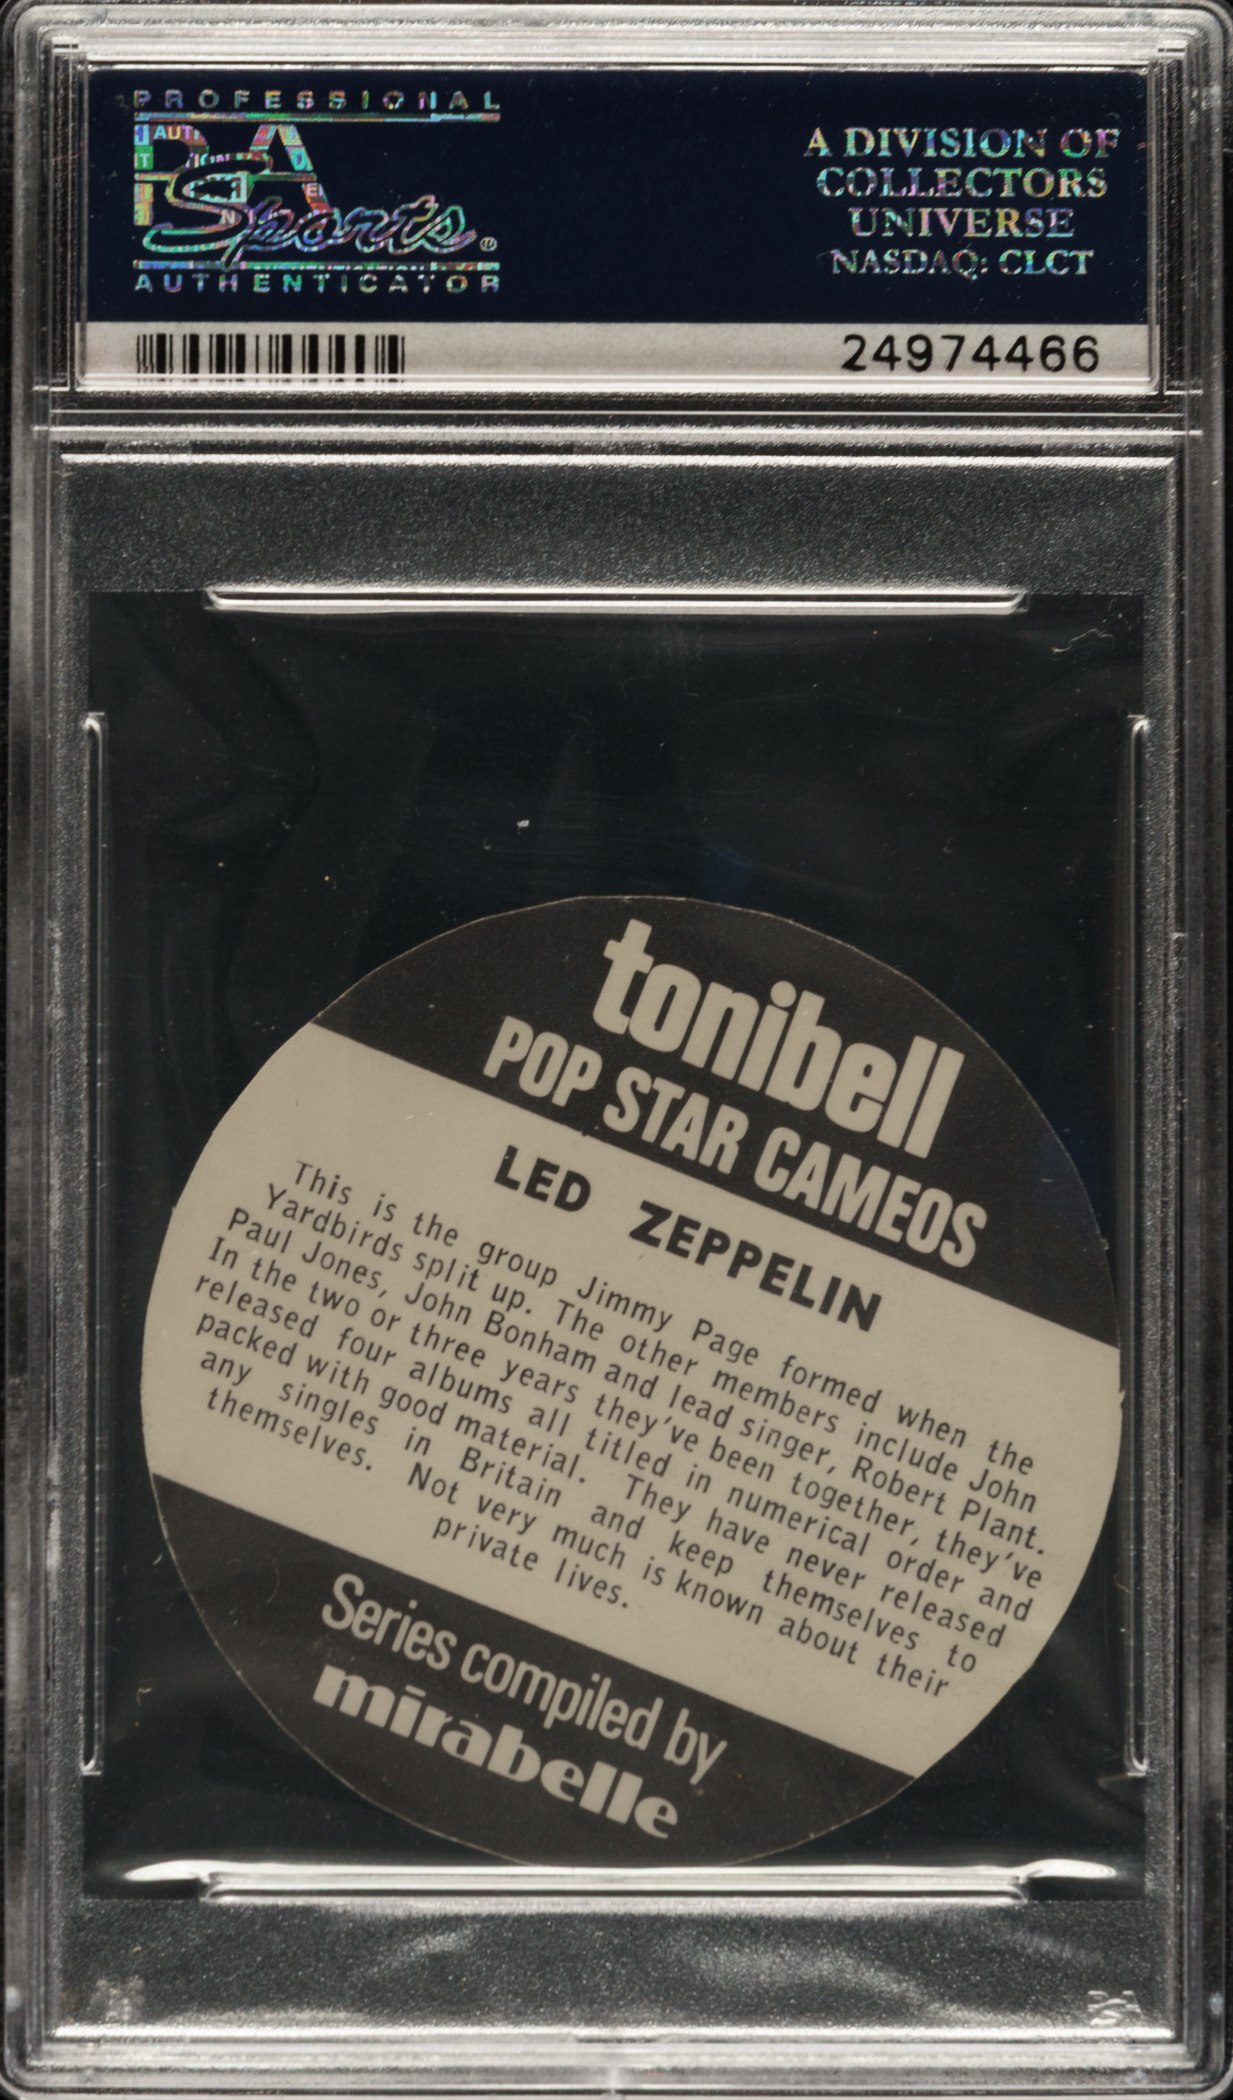 PROFESSIONAL
PSA
Sports®
AUTHENTICATOR
A DIVISION OF
COLLECTORS
UNIVERSE
NASDAQ: CLCT
24974466
tonibell
POP STAR CAMEOS
LED ZEPPELIN
This is the group Jimmy Page formed when the
Yardbirds split up. The other members include John
Paul Jones, John Bonham and lead singer, Robert Plant.
In the two or three years they've been together, they've
released four albums all titled in numerical order and
packed with good material. They have never released
any singles in Britain and keep themselves to
themselves. Not very much is known about their
private lives.
Series compiled by
mirabelle
PSA